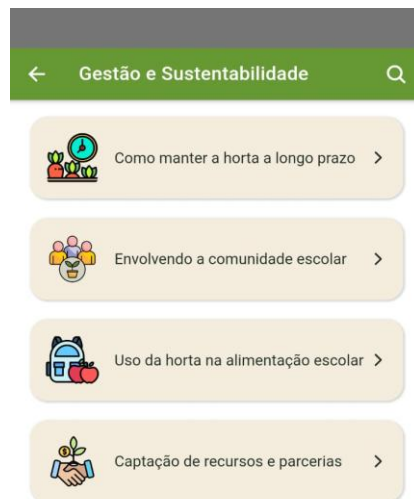 Gestão e Sustentabilidade
Como manter a horta a longo prazo
Envolvendo a comunidade escolar
Uso da horta na alimentação escolar
Captação de recursos e parcerias